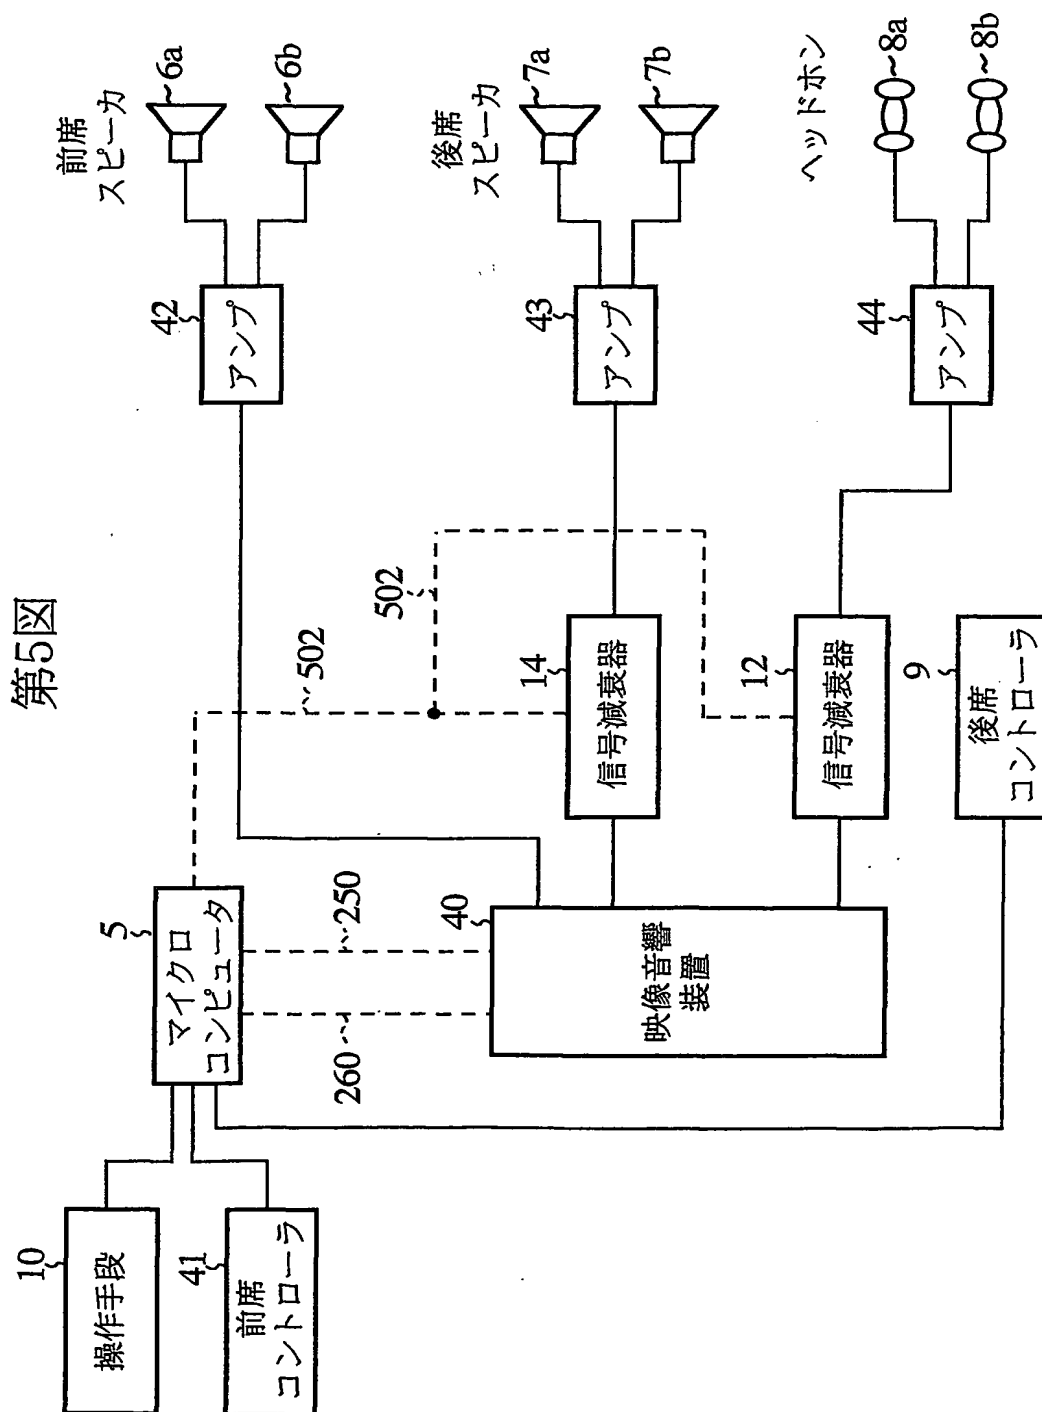 第5図
10
操作手段
41
前席
コントローラ
5
マイクロ
コンピュータ
260
250
502
502
40
映像音響
装置
14
信号減衰器
12
信号減衰器
9
後席
コントローラ
42
アンプ
43
アンプ
44
アンプ
前席
スピーカ
6a
6b
後席
スピーカ
7a
7b
ヘッドホン
8a
8b